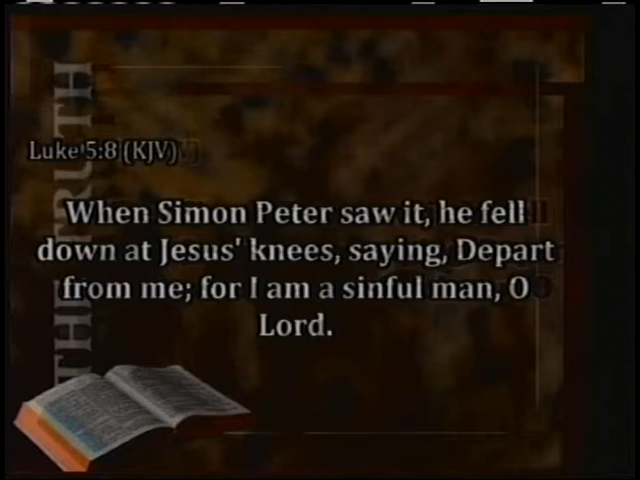 THE TRUTH
Luke 5:8 (KJV)
When Simon Peter saw it, he fell
down at Jesus' knees, saying, Depart
from me; for I am a sinful man, O
Lord.